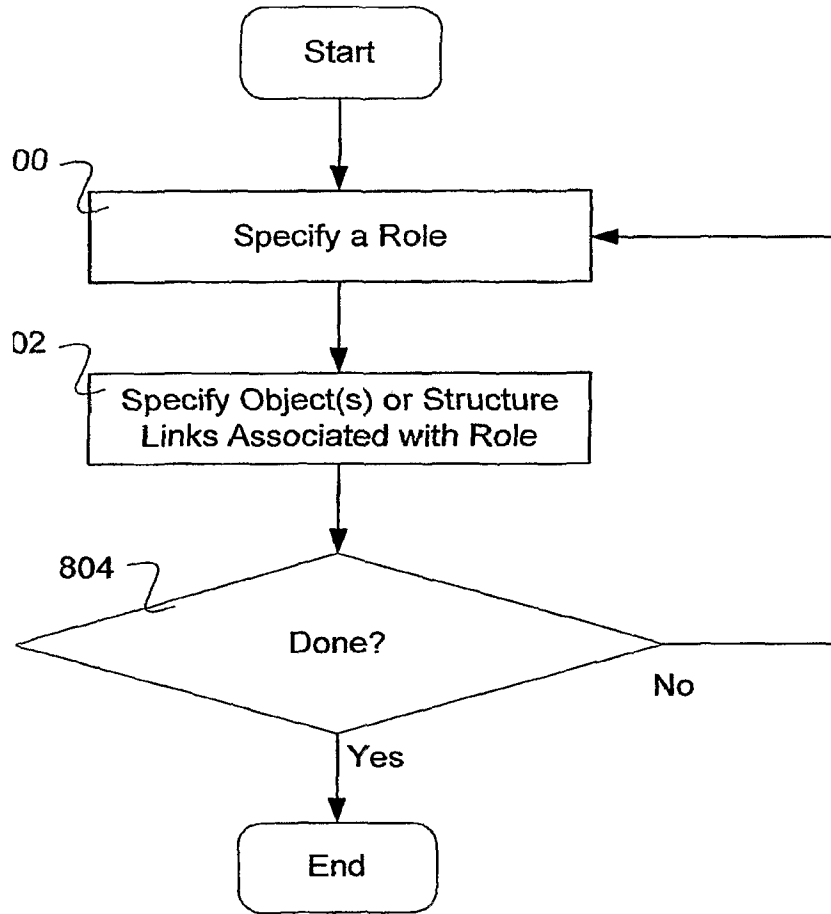 Start
00
Specify a Role
02
Specify Object(s) or Structure
Links Associated with Role
804
Done?
No
Yes
End